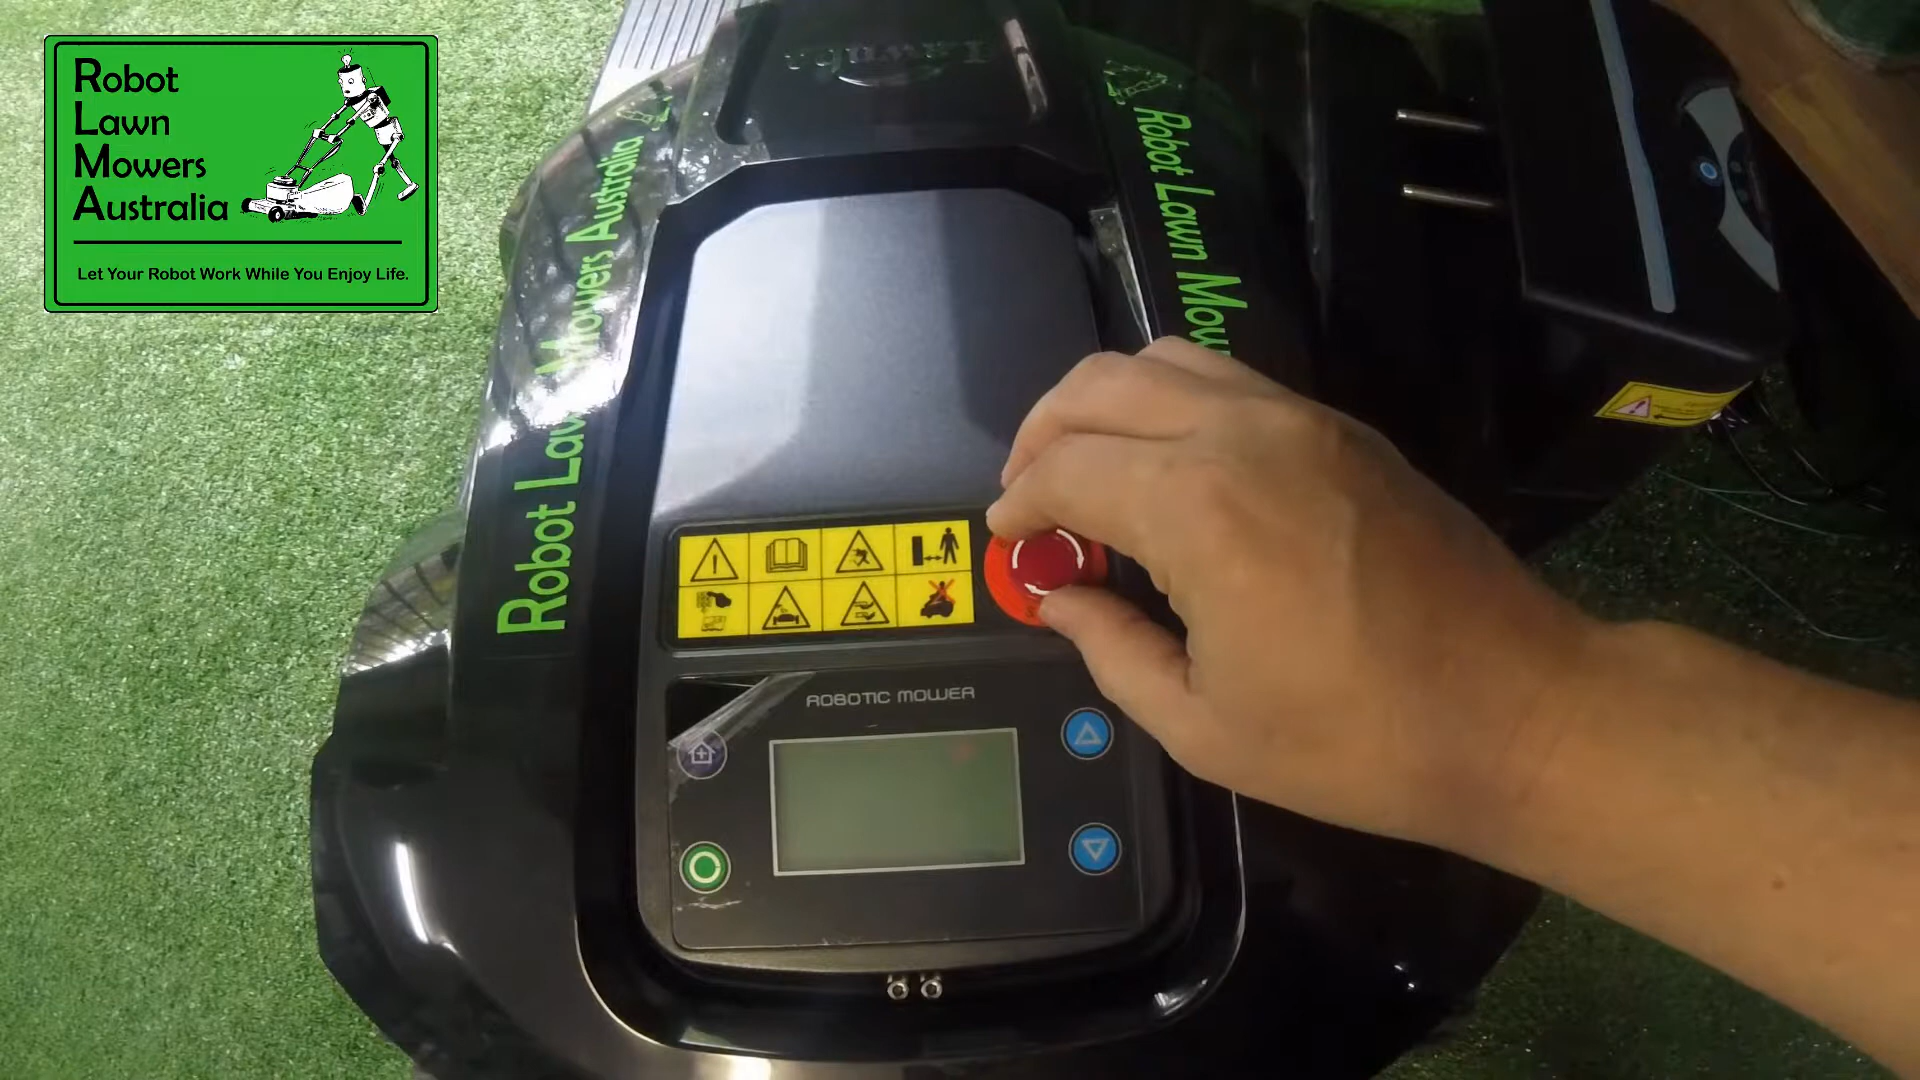 Robot
Lawn
Mowers
Australia
Let Your Robot Work While You Enjoy Life.
Robot Lawn Mowers Australia
Robot Lawn Mow
ROBOTIC MOWER